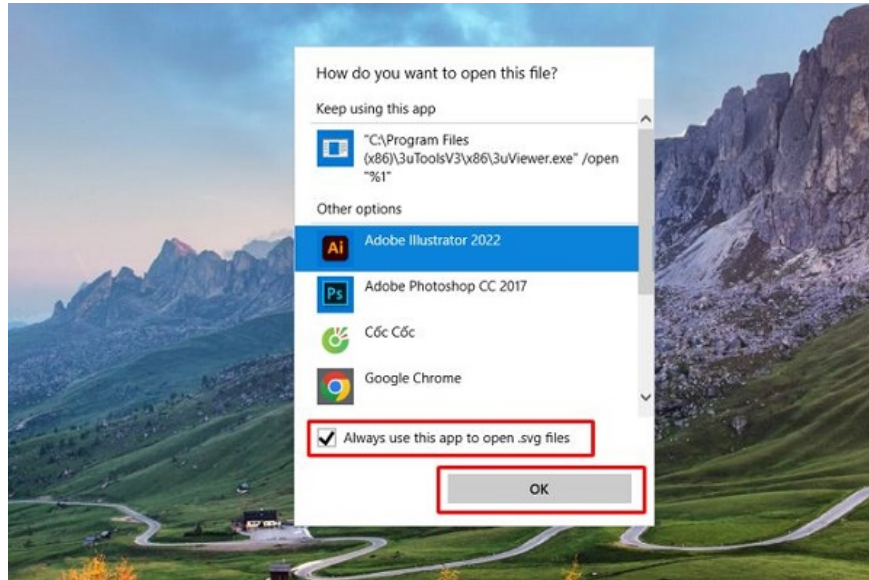 How do you want to open this file?
Keep using this app
"C:\Program Files
(x86)\3uToolsV3\x86\3uViewer.exe" /open
"%1"
Other options
Ai
Adobe Illustrator 2022
Ps
Adobe Photoshop CC 2017
Cốc Cốc
Google Chrome
Always use this app to open .svg files
OK